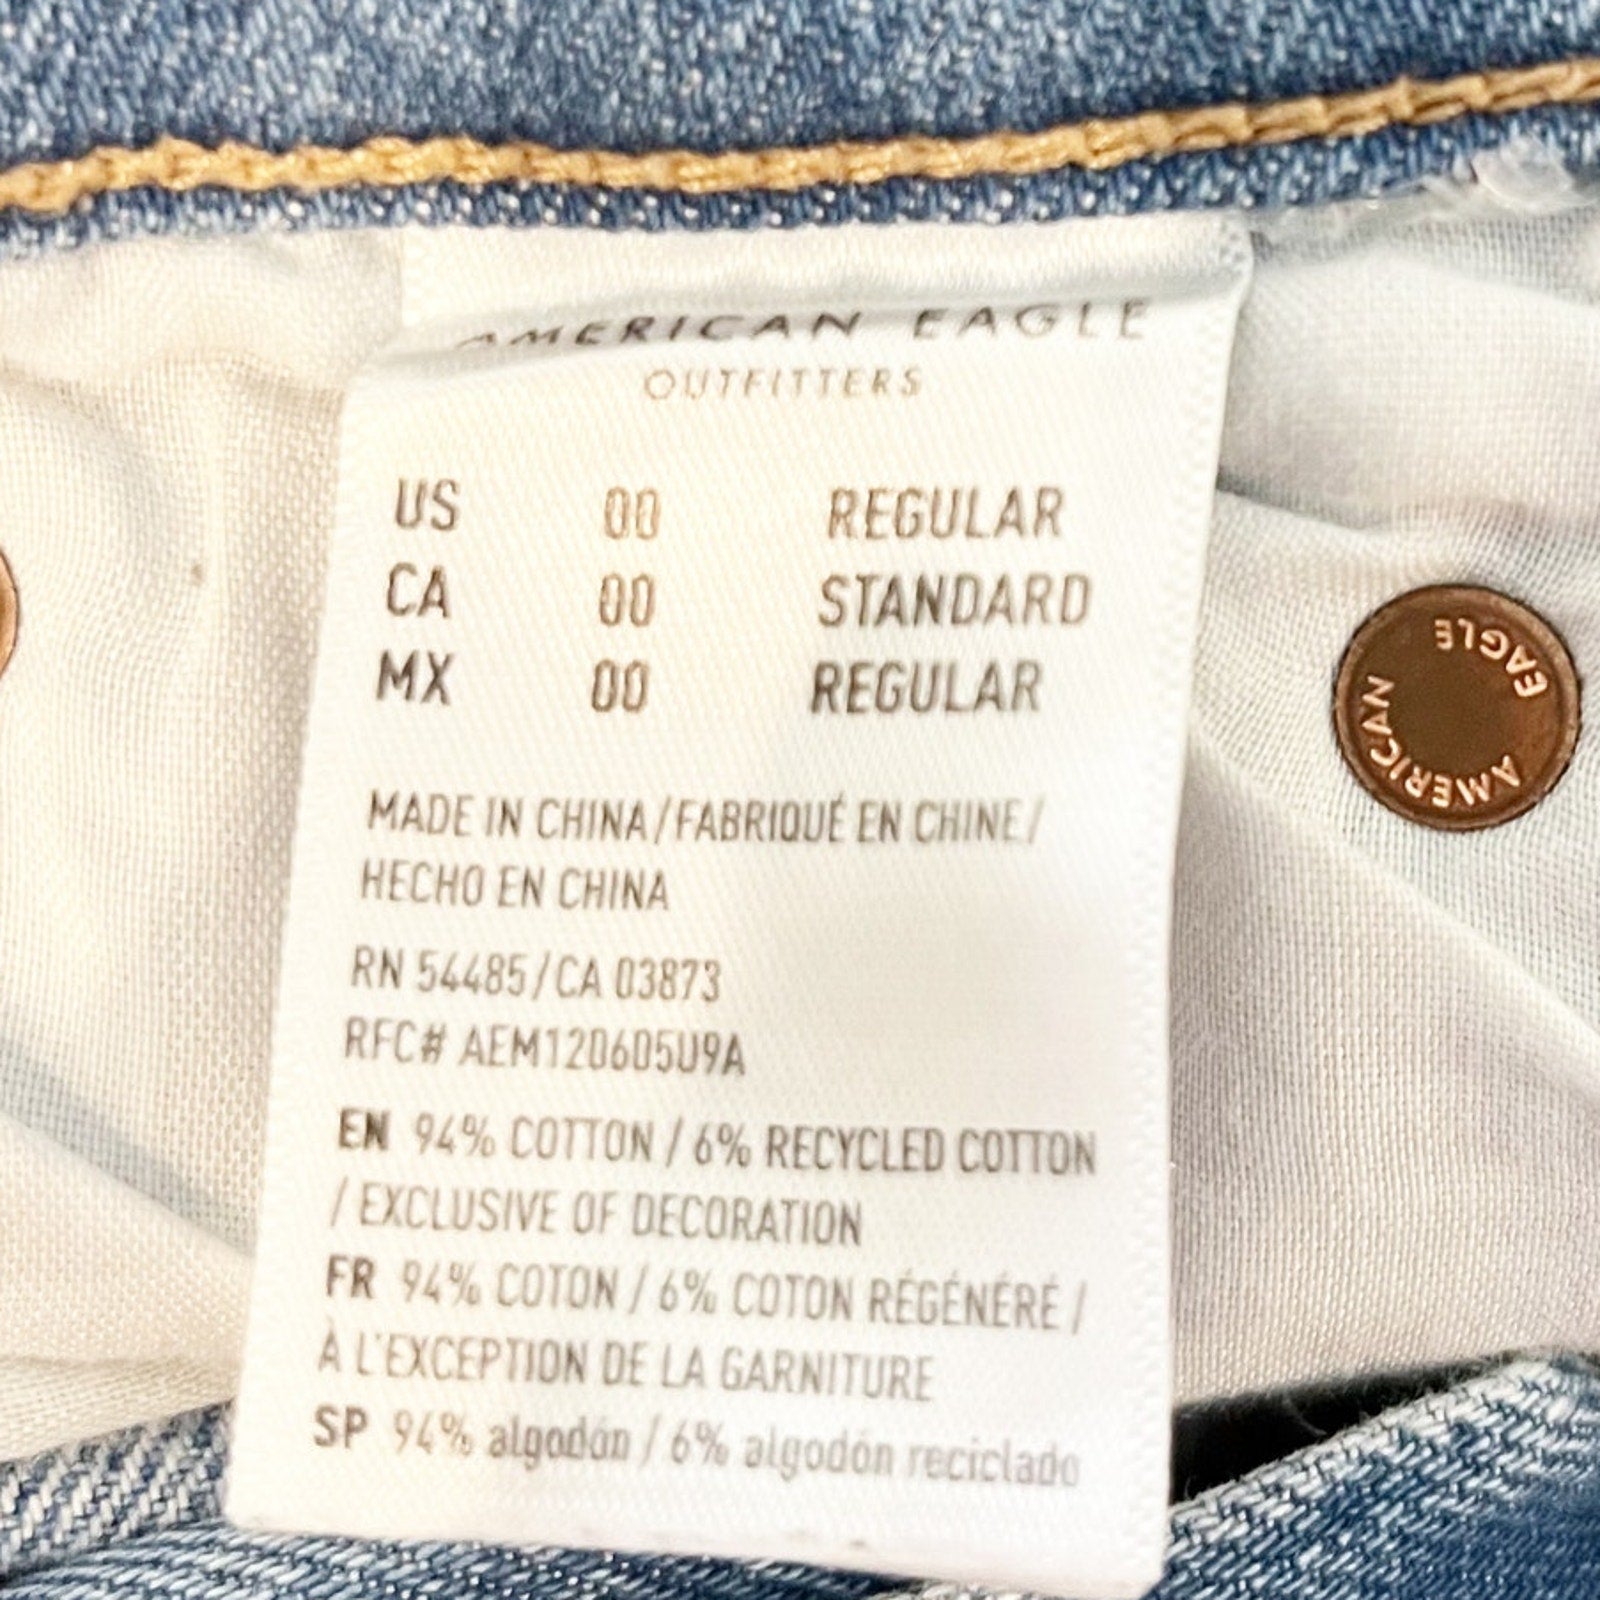 AMERICAN EAGLE
OUTFITTERS
US 00 REGULAR
CA 00 STANDARD
MX 00 REGULAR
MADE IN CHINA/FABRIQUÉ EN CHINE/
HECHO EN CHINA
RN 54485/CA 03873
RFC# AEM120605U9A
EN 94% COTTON / 6% RECYCLED COTTON
/ EXCLUSIVE OF DECORATION
FR 94% COTON / 6% COTON RÉGÉNÉRÉ /
À L'EXCEPTION DE LA GARNITURE
SP 94% algodón / 6% algodón reciclado
AMERICAN EAGLE